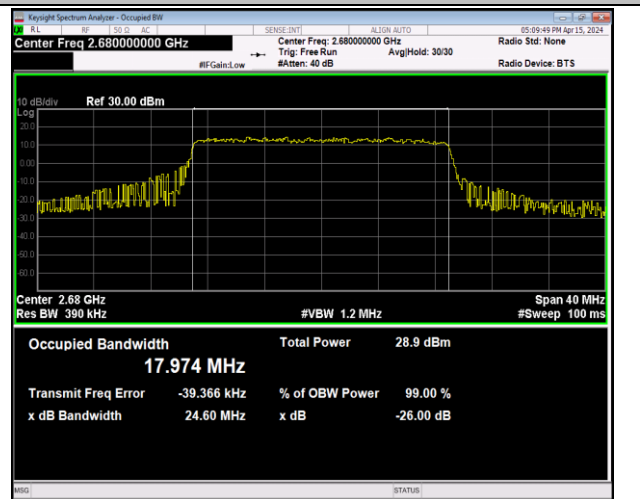 Keysight Spectrum Analyzer - Occupied BW
RL RF 50 Ω AC SENSE:INT ALIGN AUTO 05:09:49 PM Apr 15, 2024
Center Freq 2.680000000 GHz Center Freq: 2.680000000 GHz Radio Std: None
Trig: Free Run Avg|Hold: 30/30
#IFGain:Low #Atten: 40 dB Radio Device: BTS
10 dB/div Ref 30.00 dBm
Log
20.0
10.0
0.00
-10.0
-20.0
-30.0
-40.0
-50.0
-60.0
Center 2.68 GHz Span 40 MHz
Res BW 390 kHz #VBW 1.2 MHz #Sweep 100 ms
Occupied Bandwidth Total Power 28.9 dBm
17.974 MHz
Transmit Freq Error -39.366 kHz % of OBW Power 99.00 %
x dB Bandwidth 24.60 MHz x dB -26.00 dB
MSG STATUS